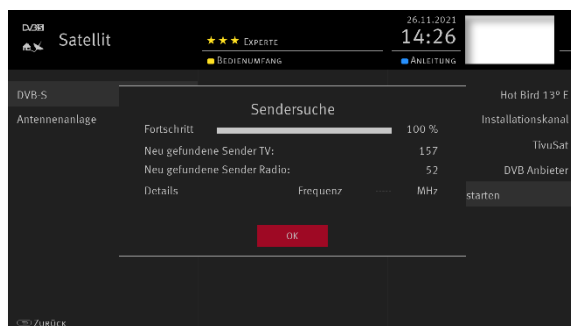 26.11.2021
Satellit
★★★ EXPERTE
14:26
BEDIENUMFANG
ANLEITUNG
DVB-S
Hot Bird 13° E
Antennenanlage
Installationskanal
TivuSat
DVB Anbieter
starten
Sendersuche
Fortschritt 100 %
Neu gefundene Sender TV: 157
Neu gefundene Sender Radio: 52
Details Frequenz ----- MHz
OK
ZURÜCK